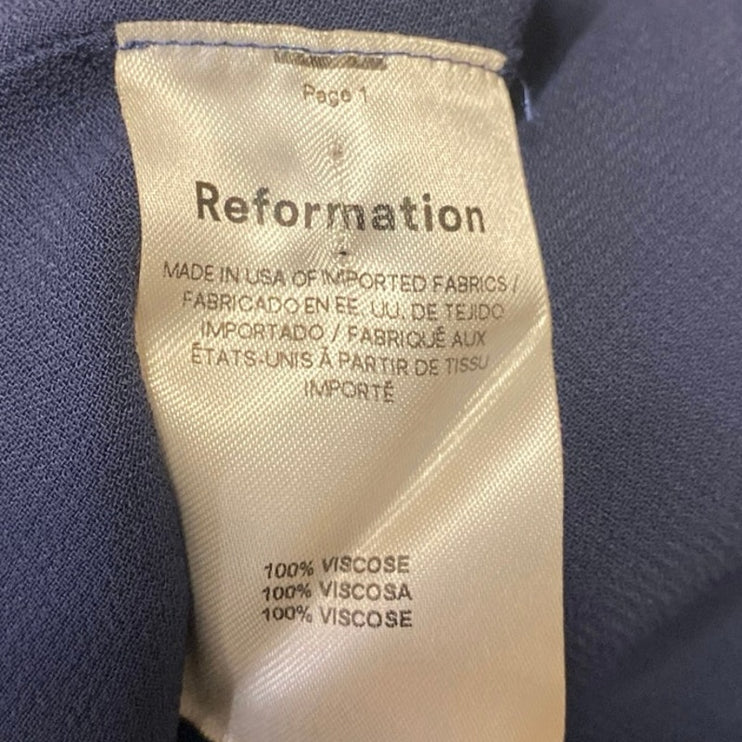 Page 1
Reformation
MADE IN USA OF IMPORTED FABRICS /
FABRICADO EN EE. UU. DE TEJIDO
IMPORTADO / FABRIQUÉ AUX
ÉTATS-UNIS À PARTIR DE TISSU
IMPORTÉ
100% VISCOSE
100% VISCOSA
100% VISCOSE